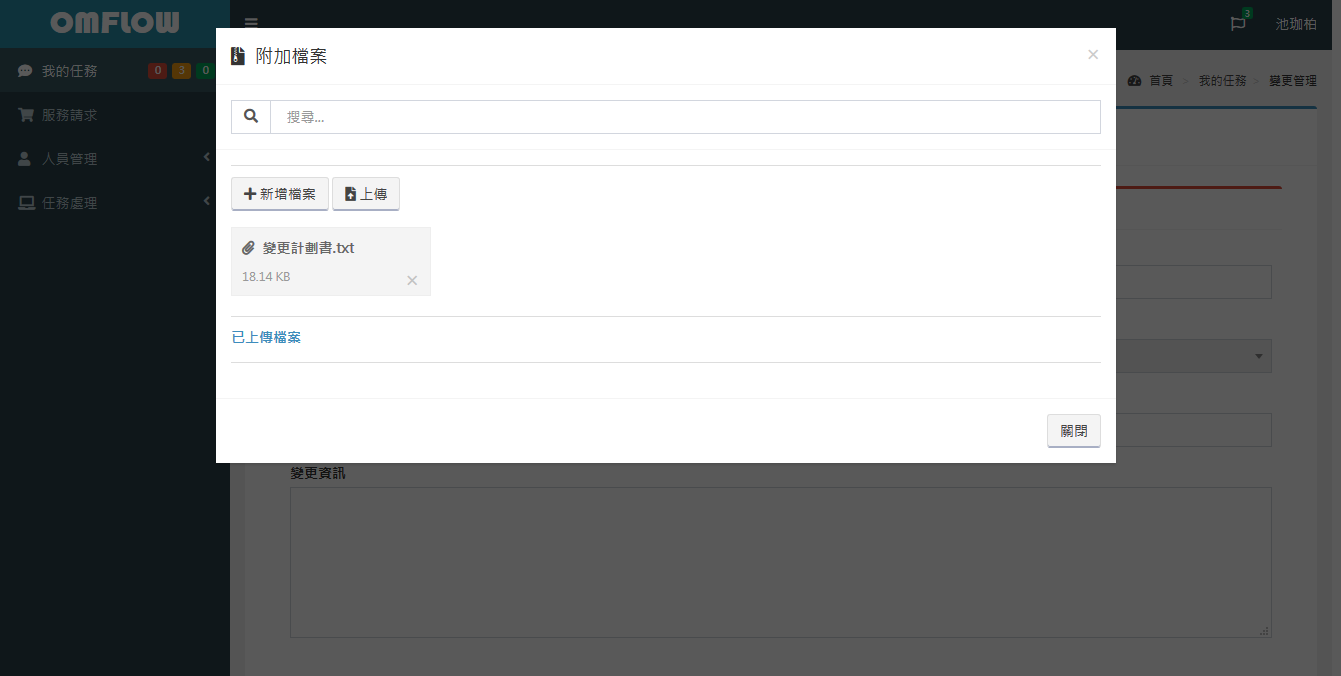 OMFLOW
3
池珈柏
附加檔案
×
我的任務 0 3 0
首頁 > 我的任務 > 變更管理
搜尋...
服務請求
人員管理
任務處理
新增檔案 上傳
變更計劃書.txt
18.14 KB ×
已上傳檔案
關閉
變更資訊